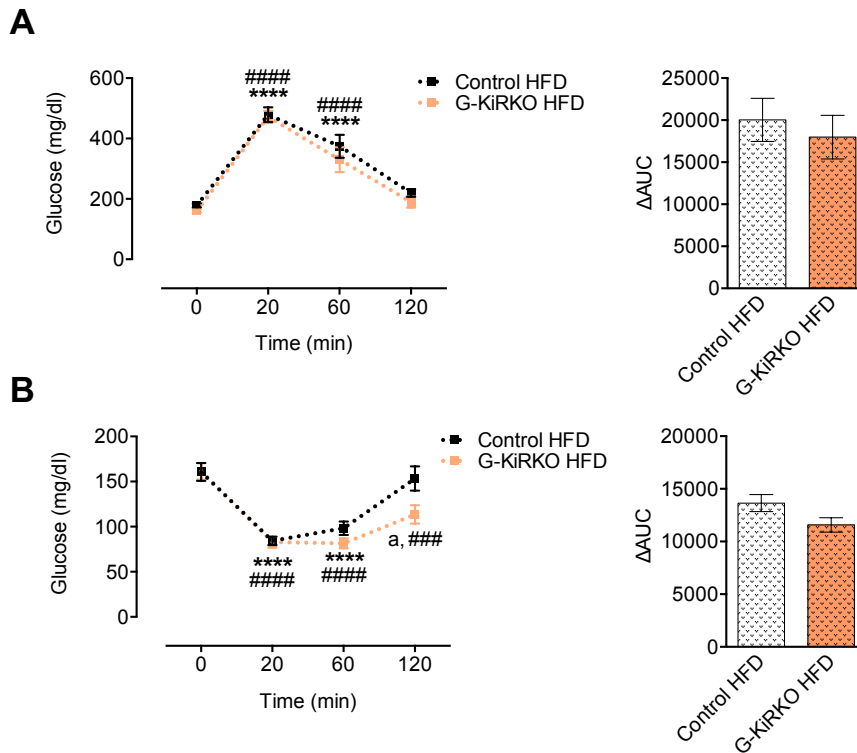 A
Glucose (mg/dl)
600
400
200
0
####
****
####
****
0 20 60 120
Time (min)
Control HFD
G-KiRKO HFD
ΔAUC
25000
20000
15000
10000
5000
0
Control HFD
G-KiRKO HFD
B
Glucose (mg/dl)
200
150
100
50
0
****
####
****
####
a, ###
0 20 60 120
Time (min)
Control HFD
G-KiRKO HFD
ΔAUC
20000
15000
10000
5000
0
Control HFD
G-KiRKO HFD